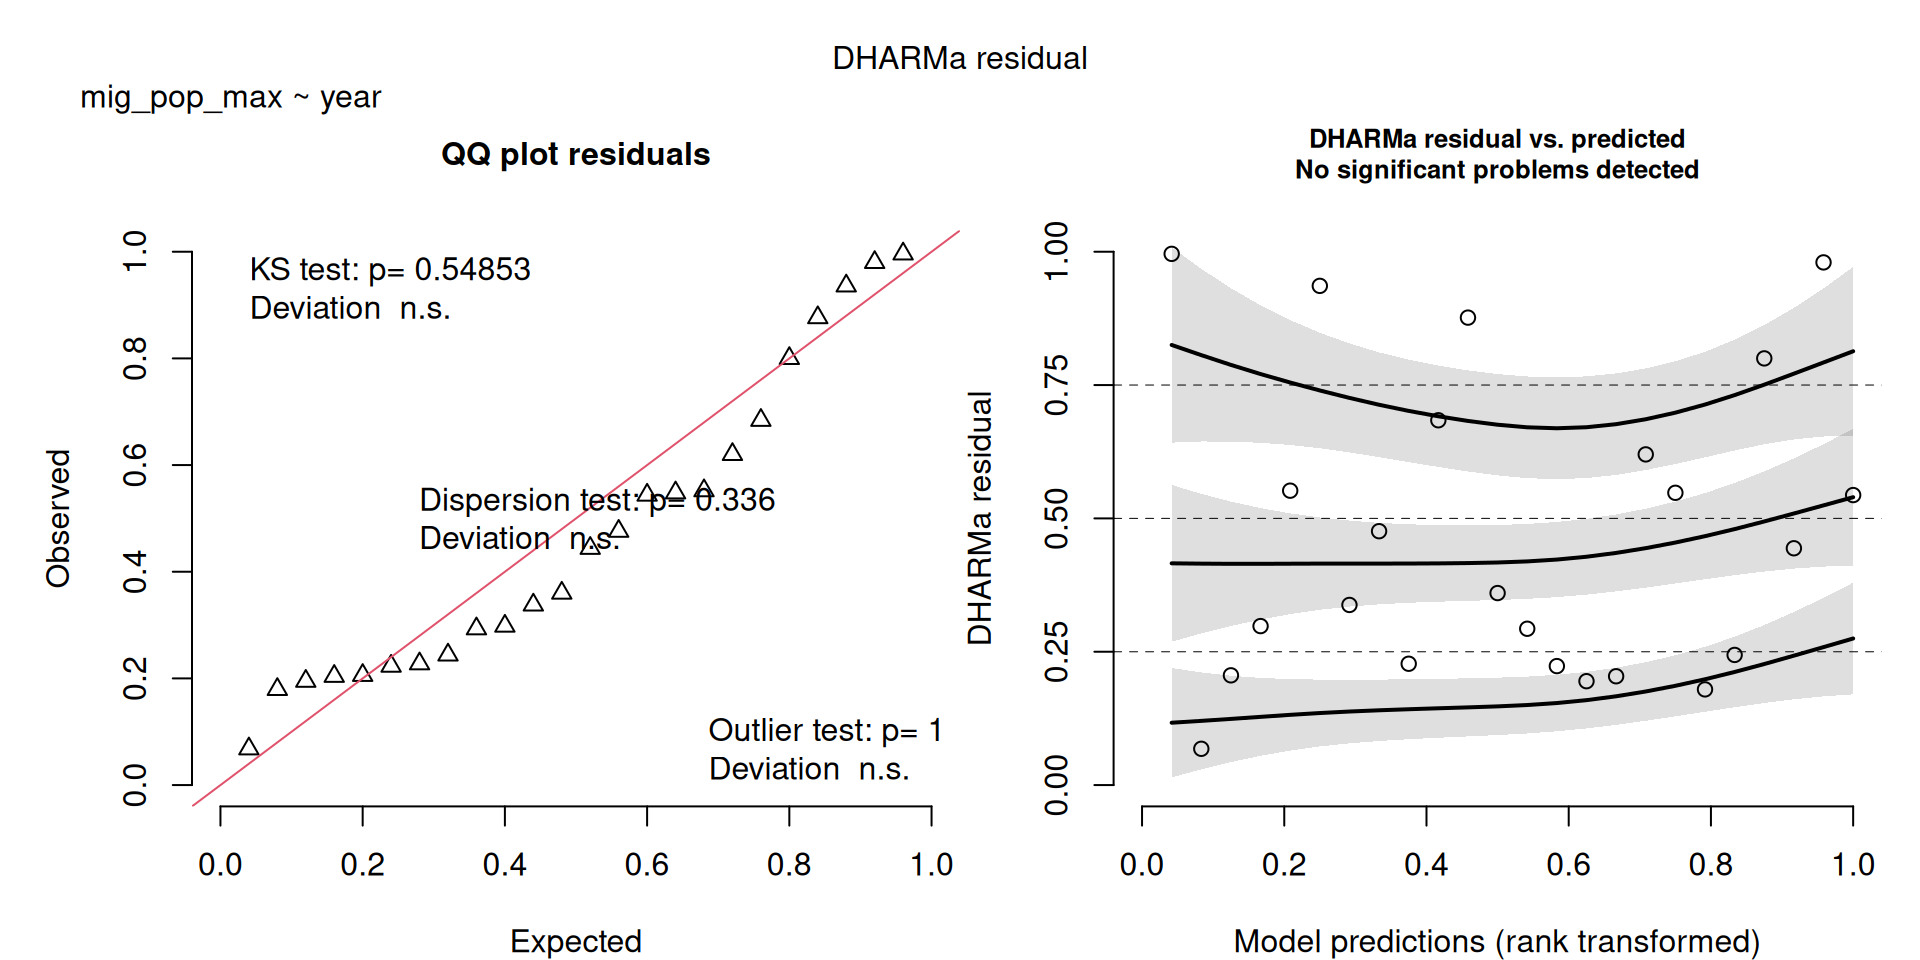 DHARMa residual
mig_pop_max ~ year
QQ plot residuals
KS test: p= 0.54853
Deviation  n.s.
Dispersion test: p= 0.336
Deviation  n.s.
Outlier test: p= 1
Deviation  n.s.
Observed
0.0 0.2 0.4 0.6 0.8 1.0
0.0 0.2 0.4 0.6 0.8 1.0
Expected
DHARMa residual vs. predicted
No significant problems detected
DHARMa residual
0.00 0.25 0.50 0.75 1.00
0.0 0.2 0.4 0.6 0.8 1.0
Model predictions (rank transformed)